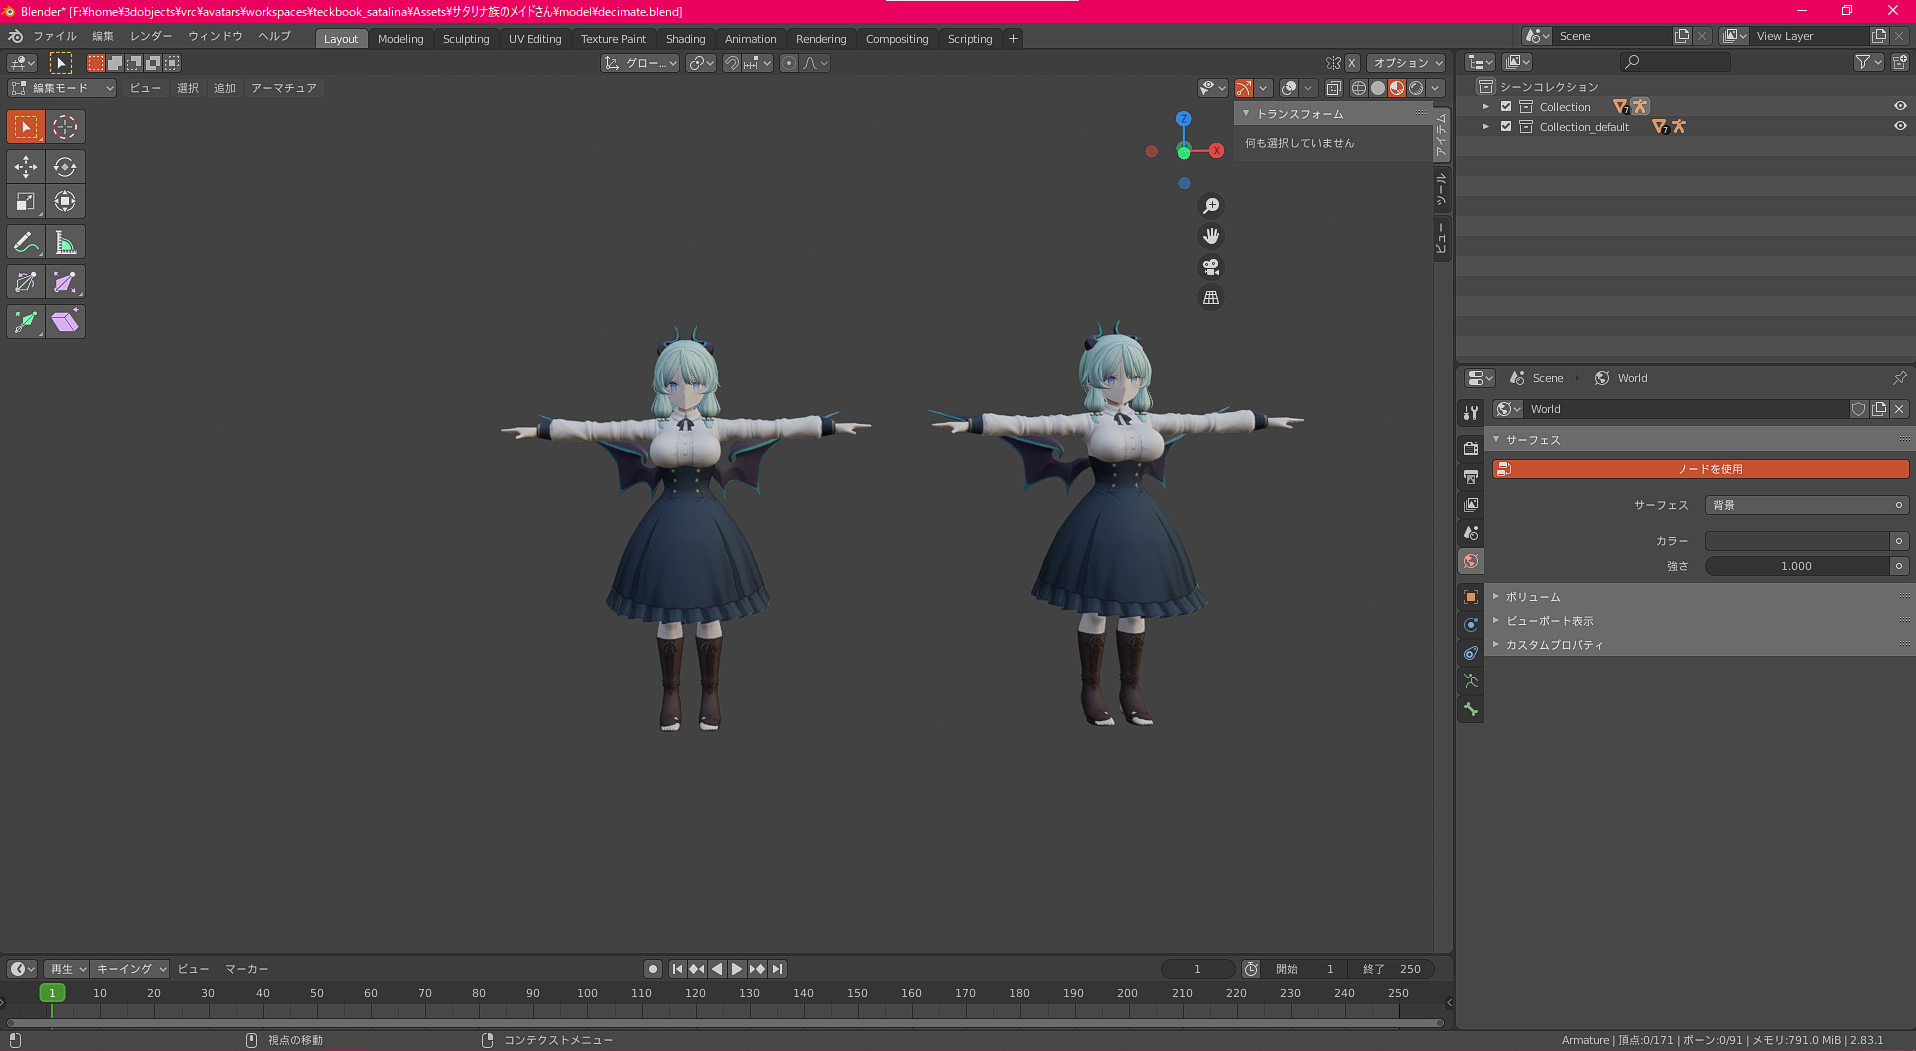 Blender* [F:¥home¥3dobjects¥vrc¥avatars¥workspaces¥teckbook_satalina¥Assets¥サタリナ族のメイドさん¥model¥decimate.blend]
ファイル 編集 レンダー ウィンドウ ヘルプ Layout Modeling Sculpting UV Editing Texture Paint Shading Animation Rendering Compositing Scripting + Scene View Layer
グロー... X オプション
編集モード ビュー 選択 追加 アーマチュア
シーンコレクション
Collection 7
Collection_default 7
Z
X
トランスフォーム
何も選択していません
アイテム
ツール
ビュー
Scene World
World
サーフェス
ノードを使用
サーフェス 背景
カラー
強さ 1.000
ボリューム
ビューポート表示
カスタムプロパティ
再生 キーイング ビュー マーカー 1 開始 1 終了 250
1 10 20 30 40 50 60 70 80 90 100 110 120 130 140 150 160 170 180 190 200 210 220 230 240 250
視点の移動 コンテクストメニュー Armature | 頂点:0/171 | ボーン:0/91 | メモリ:791.0 MiB | 2.83.1